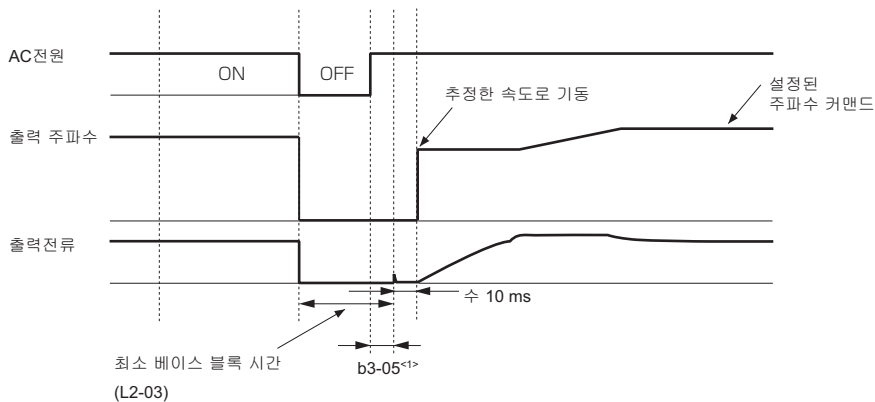 AC전원
ON
OFF
추정한 속도로 기동
설정된
주파수 커맨드
출력 주파수
출력전류
수 10 ms
최소 베이스 블록 시간
(L2-03)
b3-05<1>